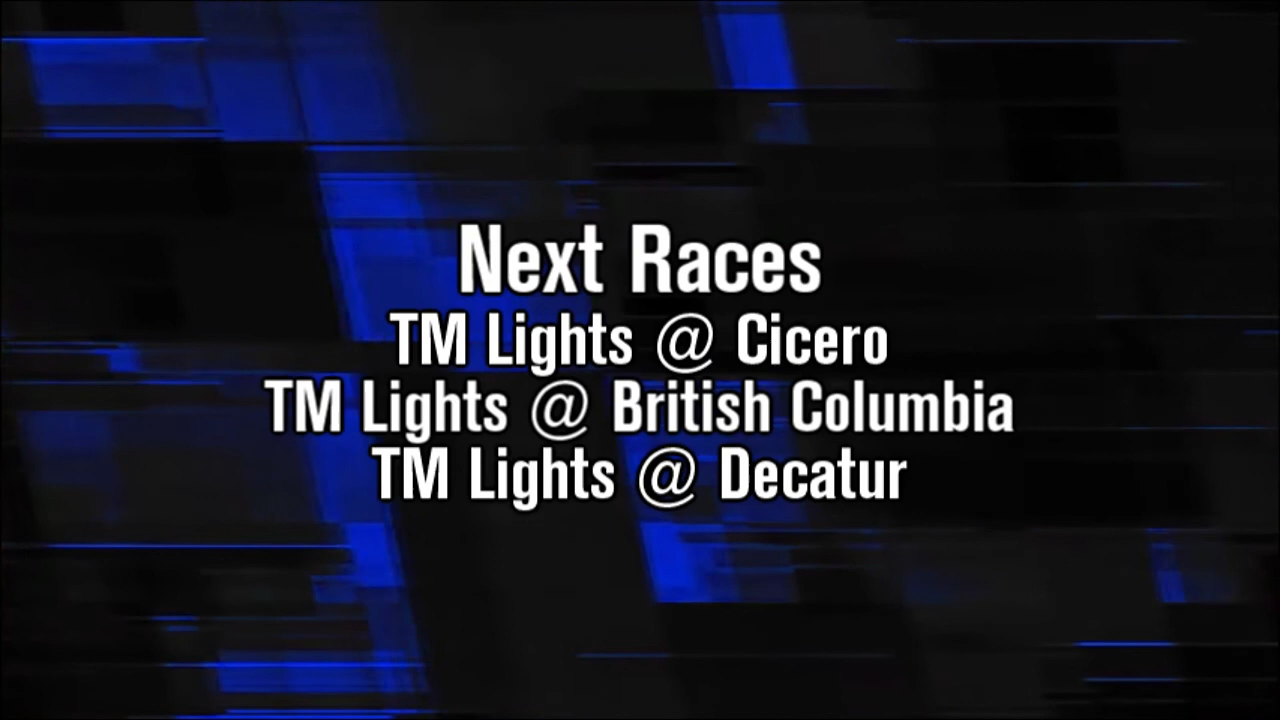 Next Races
TM Lights @ Cicero
TM Lights @ British Columbia
TM Lights @ Decatur